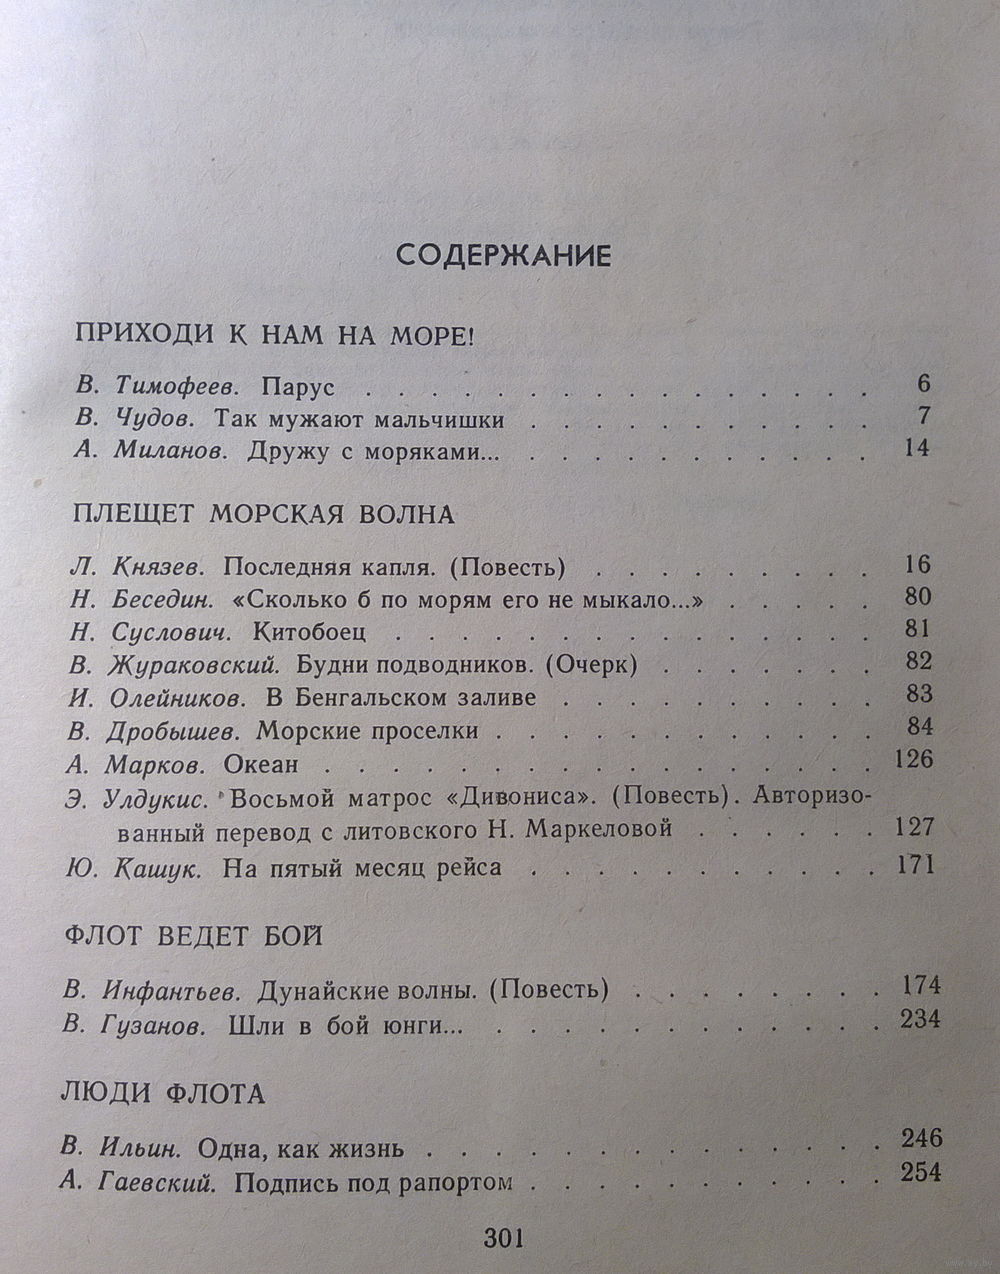 СОДЕРЖАНИЕ
ПРИХОДИ К НАМ НА МОРЕ!
В. Тимофеев. Парус . . . . . . . . . . . . . . . . . 6
В. Чудов. Так мужают мальчишки . . . . . . . . . . . 7
А. Миланов. Дружу с моряками... . . . . . . . . . . . 14
ПЛЕЩЕТ МОРСКАЯ ВОЛНА
Л. Князев. Последняя капля. (Повесть) . . . . . . . . . 16
Н. Беседин. «Сколько б по морям его не мыкало...» . . . . . 80
Н. Суслович. Китобоец . . . . . . . . . . . . . . . 81
В. Жураковский. Будни подводников. (Очерк) . . . . . . . 82
И. Олейников. В Бенгальском заливе . . . . . . . . . . 83
В. Дробышев. Морские проселки . . . . . . . . . . . . 84
А. Марков. Океан . . . . . . . . . . . . . . . . . 126
Э. Улдукис. Восьмой матрос «Дивониса». (Повесть). Авторизо-
ванный перевод с литовского Н. Маркеловой . . . . . . 127
Ю. Кашук. На пятый месяц рейса . . . . . . . . . . . 171
ФЛОТ ВЕДЕТ БОЙ
В. Инфантьев. Дунайские волны. (Повесть) . . . . . . . . 174
В. Гузанов. Шли в бой юнги... . . . . . . . . . . . . 234
ЛЮДИ ФЛОТА
В. Ильин. Одна, как жизнь . . . . . . . . . . . . . . 246
А. Гаевский. Подпись под рапортом . . . . . . . . . . . 254
301
www.ay.by